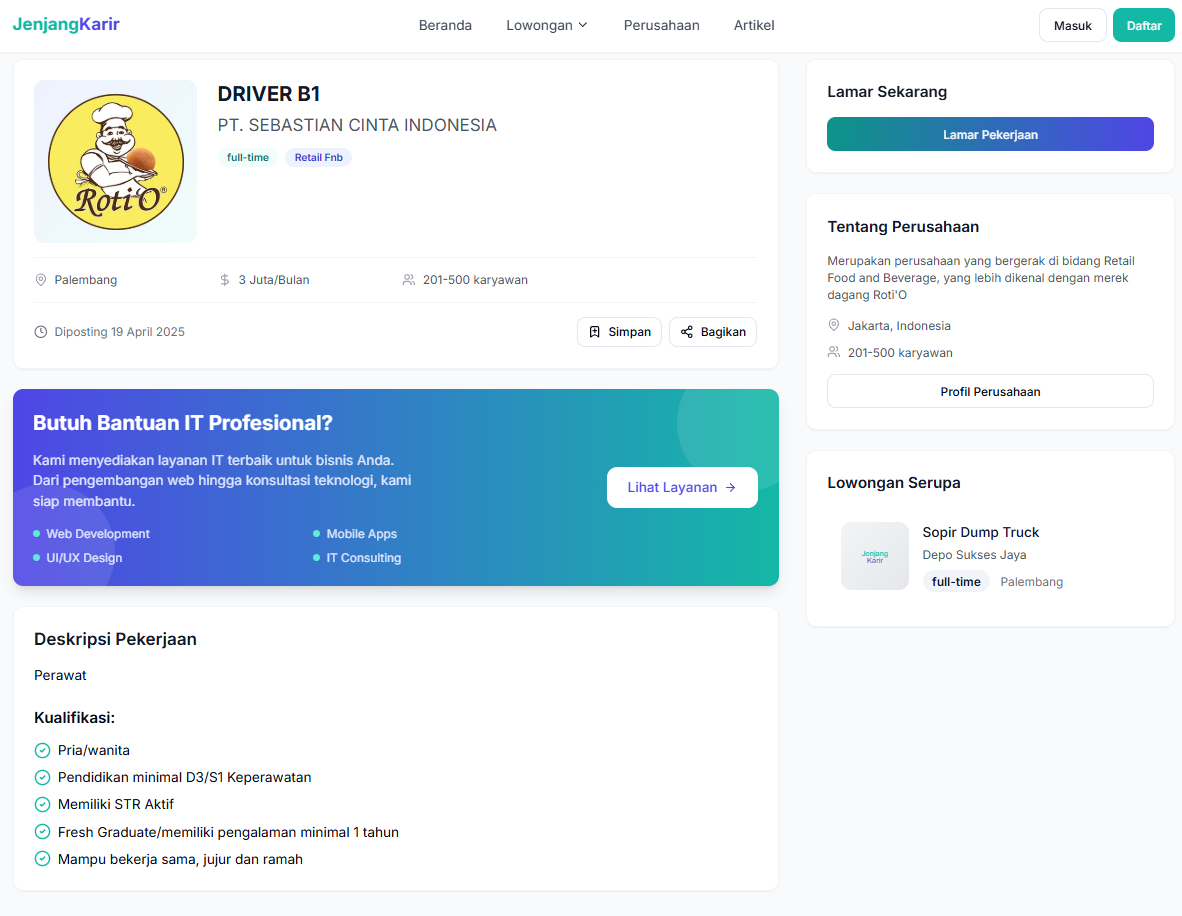 JenjangKarir
Beranda
Lowongan
Perusahaan
Artikel
Masuk
Daftar
Roti'O®
DRIVER B1
PT. SEBASTIAN CINTA INDONESIA
full-time
Retail Fnb
Palembang
3 Juta/Bulan
201-500 karyawan
Diposting 19 April 2025
Simpan
Bagikan
Butuh Bantuan IT Profesional?
Kami menyediakan layanan IT terbaik untuk bisnis Anda.
Dari pengembangan web hingga konsultasi teknologi, kami
siap membantu.
Web Development
Mobile Apps
UI/UX Design
IT Consulting
Lihat Layanan →
Deskripsi Pekerjaan
Perawat
Kualifikasi:
Pria/wanita
Pendidikan minimal D3/S1 Keperawatan
Memiliki STR Aktif
Fresh Graduate/memiliki pengalaman minimal 1 tahun
Mampu bekerja sama, jujur dan ramah
Lamar Sekarang
Lamar Pekerjaan
Tentang Perusahaan
Merupakan perusahaan yang bergerak di bidang Retail
Food and Beverage, yang lebih dikenal dengan merek
dagang Roti'O
Jakarta, Indonesia
201-500 karyawan
Profil Perusahaan
Lowongan Serupa
Jenjang
Karir
Sopir Dump Truck
Depo Sukses Jaya
full-time
Palembang